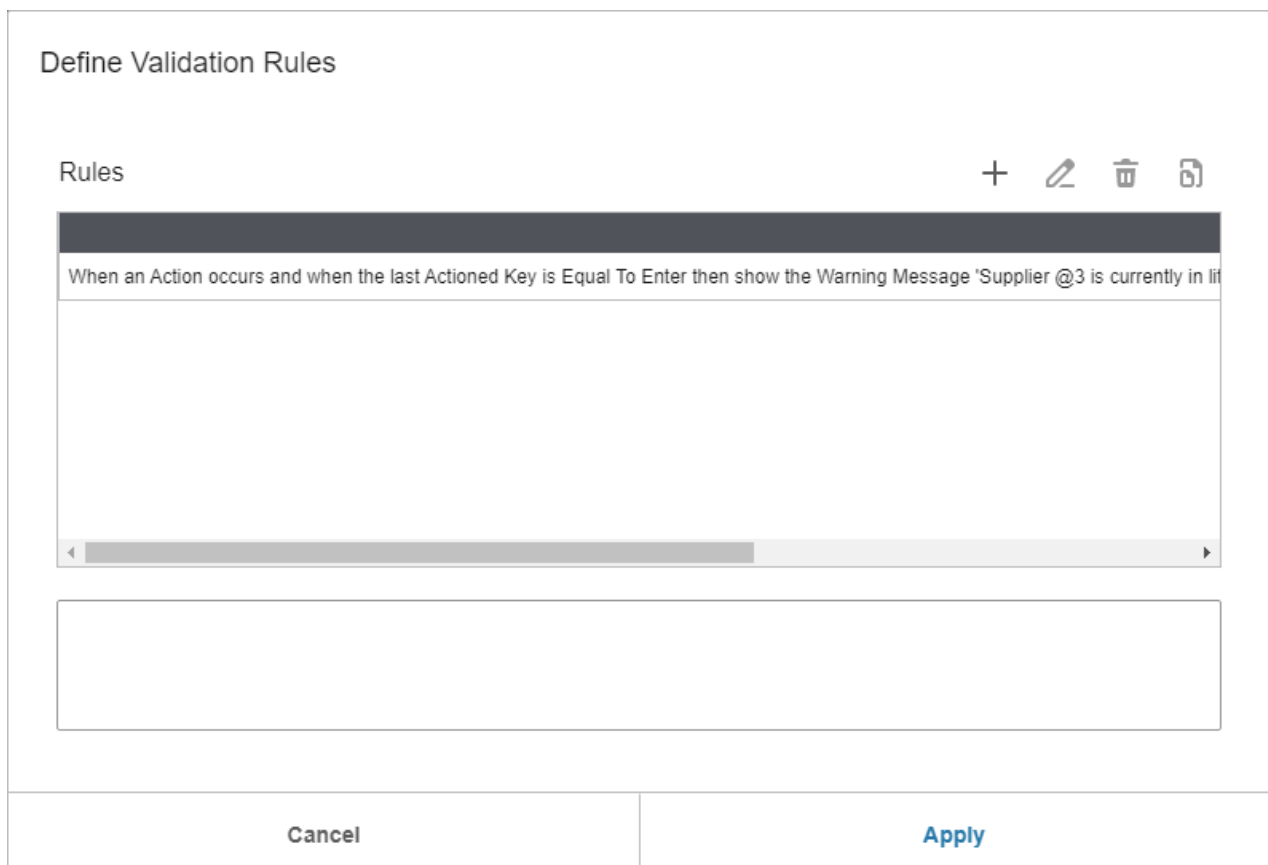 Define Validation Rules
Rules
When an Action occurs and when the last Actioned Key is Equal To Enter then show the Warning Message 'Supplier @3 is currently in
Cancel
Apply